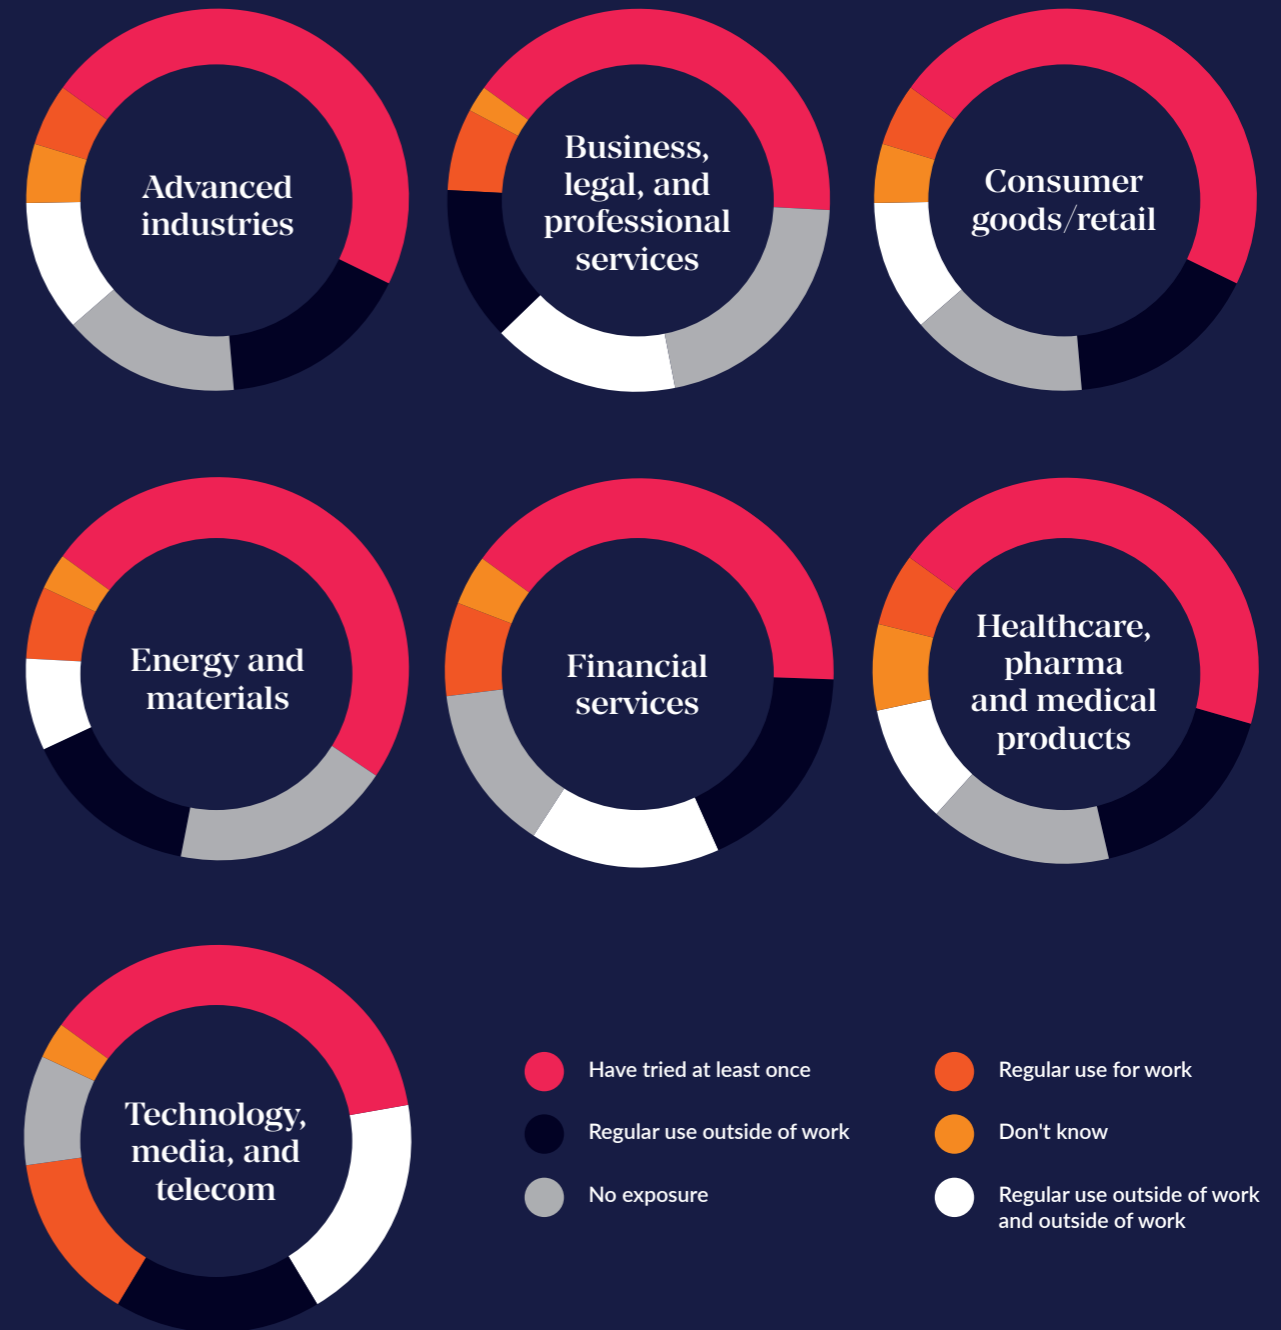 Advanced
industries
Business,
legal, and
professional
services
Consumer
goods/retail
Energy and
materials
Financial
services
Healthcare,
pharma
and medical
products
Technology,
media, and
telecom
Have tried at least once
Regular use outside of work
No exposure
Regular use for work
Don't know
Regular use outside of work
and outside of work